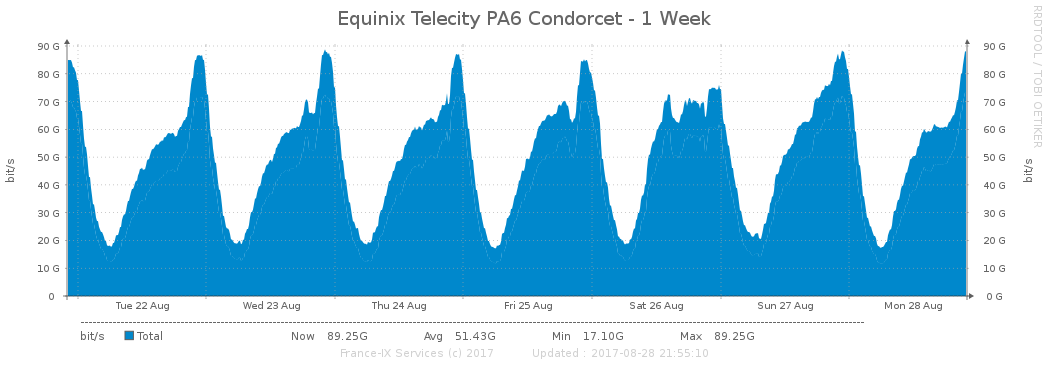 Equinix Telecity PA6 Condorcet - 1 Week
RRDTOOL / TOBI OETIKER
90 G 90 G
80 G 80 G
70 G 70 G
60 G 60 G
50 G 50 G
40 G 40 G
30 G 30 G
20 G 20 G
10 G 10 G
0 0 G
bit/s
bit/s
Tue 22 Aug Wed 23 Aug Thu 24 Aug Fri 25 Aug Sat 26 Aug Sun 27 Aug Mon 28 Aug
bit/s Total Now 89.25G Avg 51.43G Min 17.10G Max 89.25G
France-IX Services (c) 2017 Updated : 2017-08-28 21:55:10